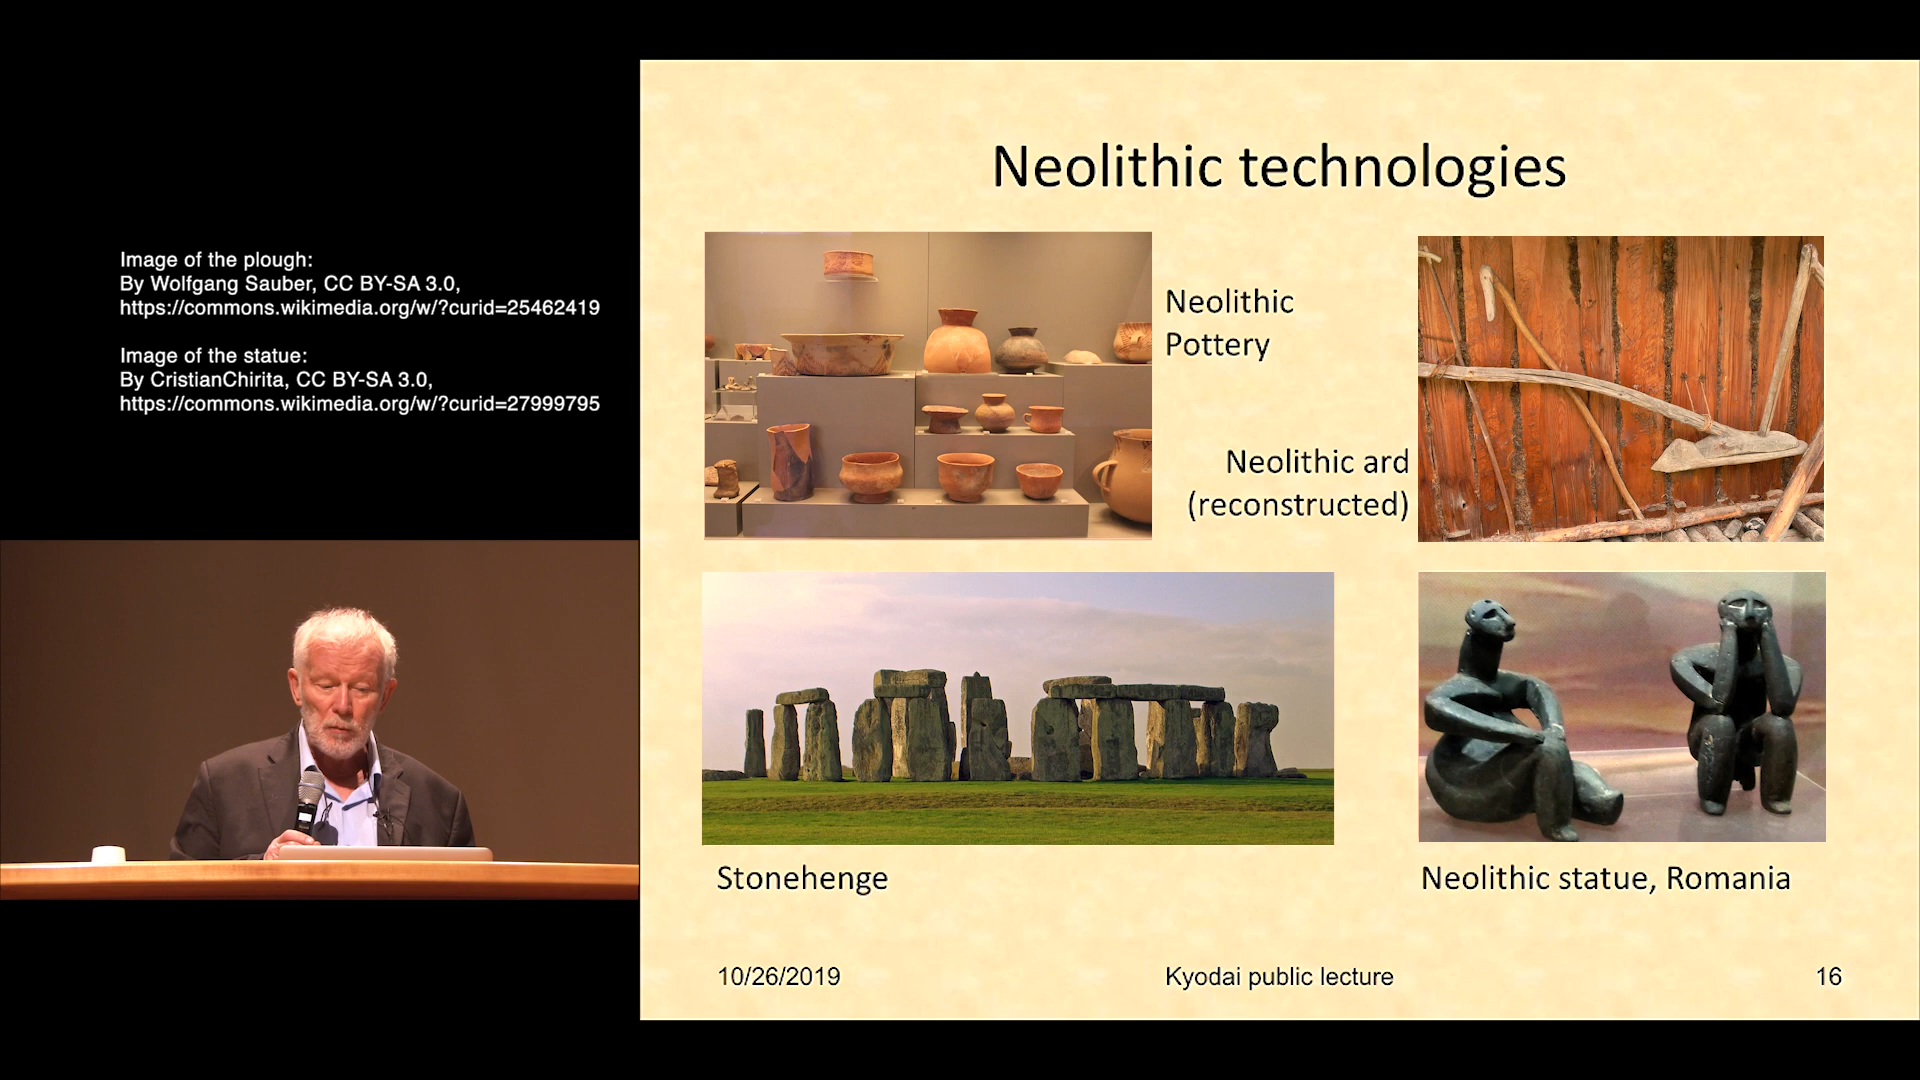 Image of the plough:
By Wolfgang Sauber, CC BY-SA 3.0,
https://commons.wikimedia.org/w/?curid=25462419
Image of the statue:
By CristianChirita, CC BY-SA 3.0,
https://commons.wikimedia.org/w/?curid=27999795
Neolithic technologies
Neolithic
Pottery
Neolithic ard
(reconstructed)
Stonehenge
Neolithic statue, Romania
10/26/2019
Kyodai public lecture
16